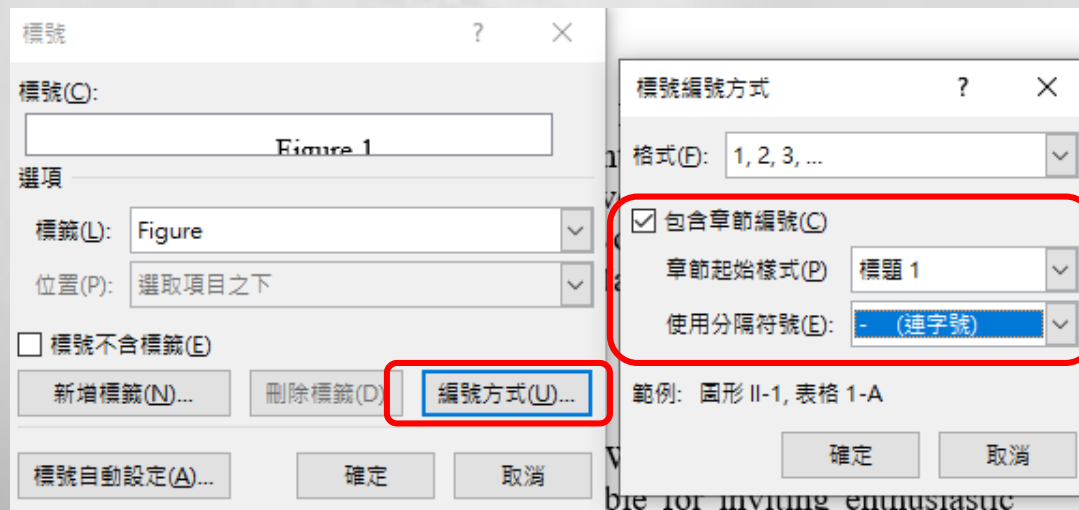 標號
?
標號(C):
Figure 1
選項
標籤(L): Figure
位置(P): 選取項目之下
標號不含標籤(E)
新增標籤(N)... 刪除標籤(D) 編號方式(U)...
標號自動設定(A)... 確定 取消
標號編號方式
?
格式(F): 1, 2, 3, ...
包含章節編號(C)
章節起始樣式(P) 標題 1
使用分隔符號(E): - (連字號)
範例: 圖形 II-1, 表格 1-A
確定 取消
ble for inviting enthusiastic